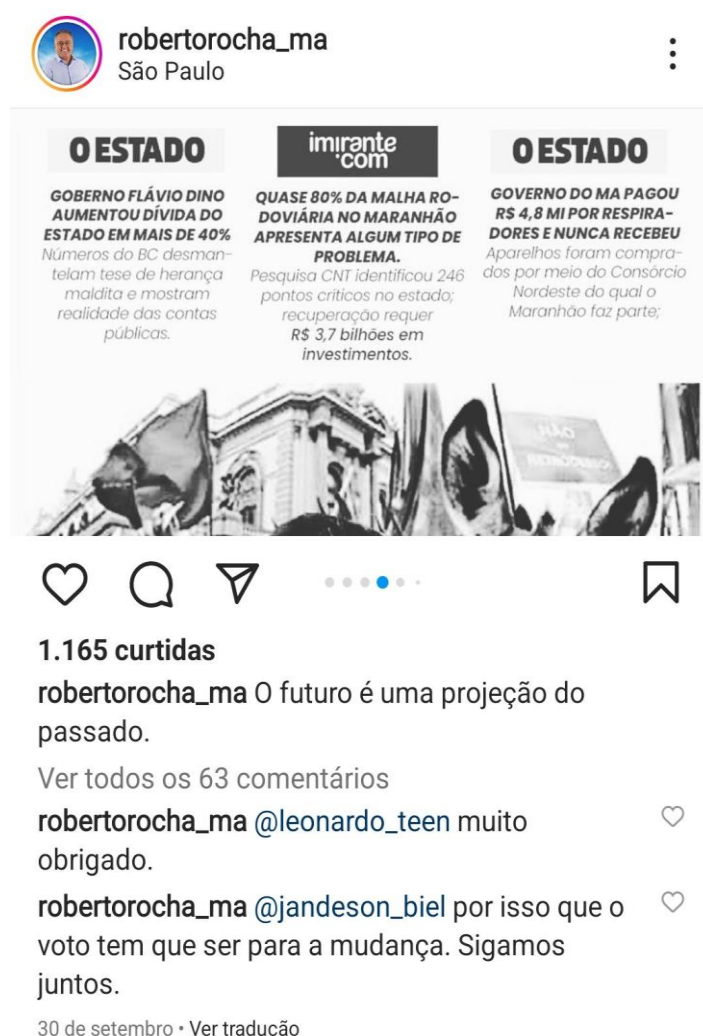 robertorocha_ma
São Paulo
O ESTADO
GOBERNO FLÁVIO DINO
AUMENTOU DÍVIDA DO
ESTADO EM MAIS DE 40%
Números do BC desman-
telam tese de herança
maldita e mostram
realidade das contas
públicas.
imirante
.com
QUASE 80% DA MALHA RO-
DOVIÁRIA NO MARANHÃO
APRESENTA ALGUM TIPO DE
PROBLEMA.
Pesquisa CNT identificou 246
pontos críticos no estado;
recuperação requer
R$ 3,7 bilhões em
investimentos.
O ESTADO
GOVERNO DO MA PAGOU
R$ 4,8 MI POR RESPIRA-
DORES E NUNCA RECEBEU
Aparelhos foram compra-
dos por meio do Consórcio
Nordeste do qual o
Maranhão faz parte;
NÃO
1.165 curtidas
robertorocha_ma O futuro é uma projeção do
passado.
Ver todos os 63 comentários
robertorocha_ma @leonardo_teen muito
obrigado.
robertorocha_ma @jandeson_biel por isso que o
voto tem que ser para a mudança. Sigamos
juntos.
30 de setembro • Ver tradução